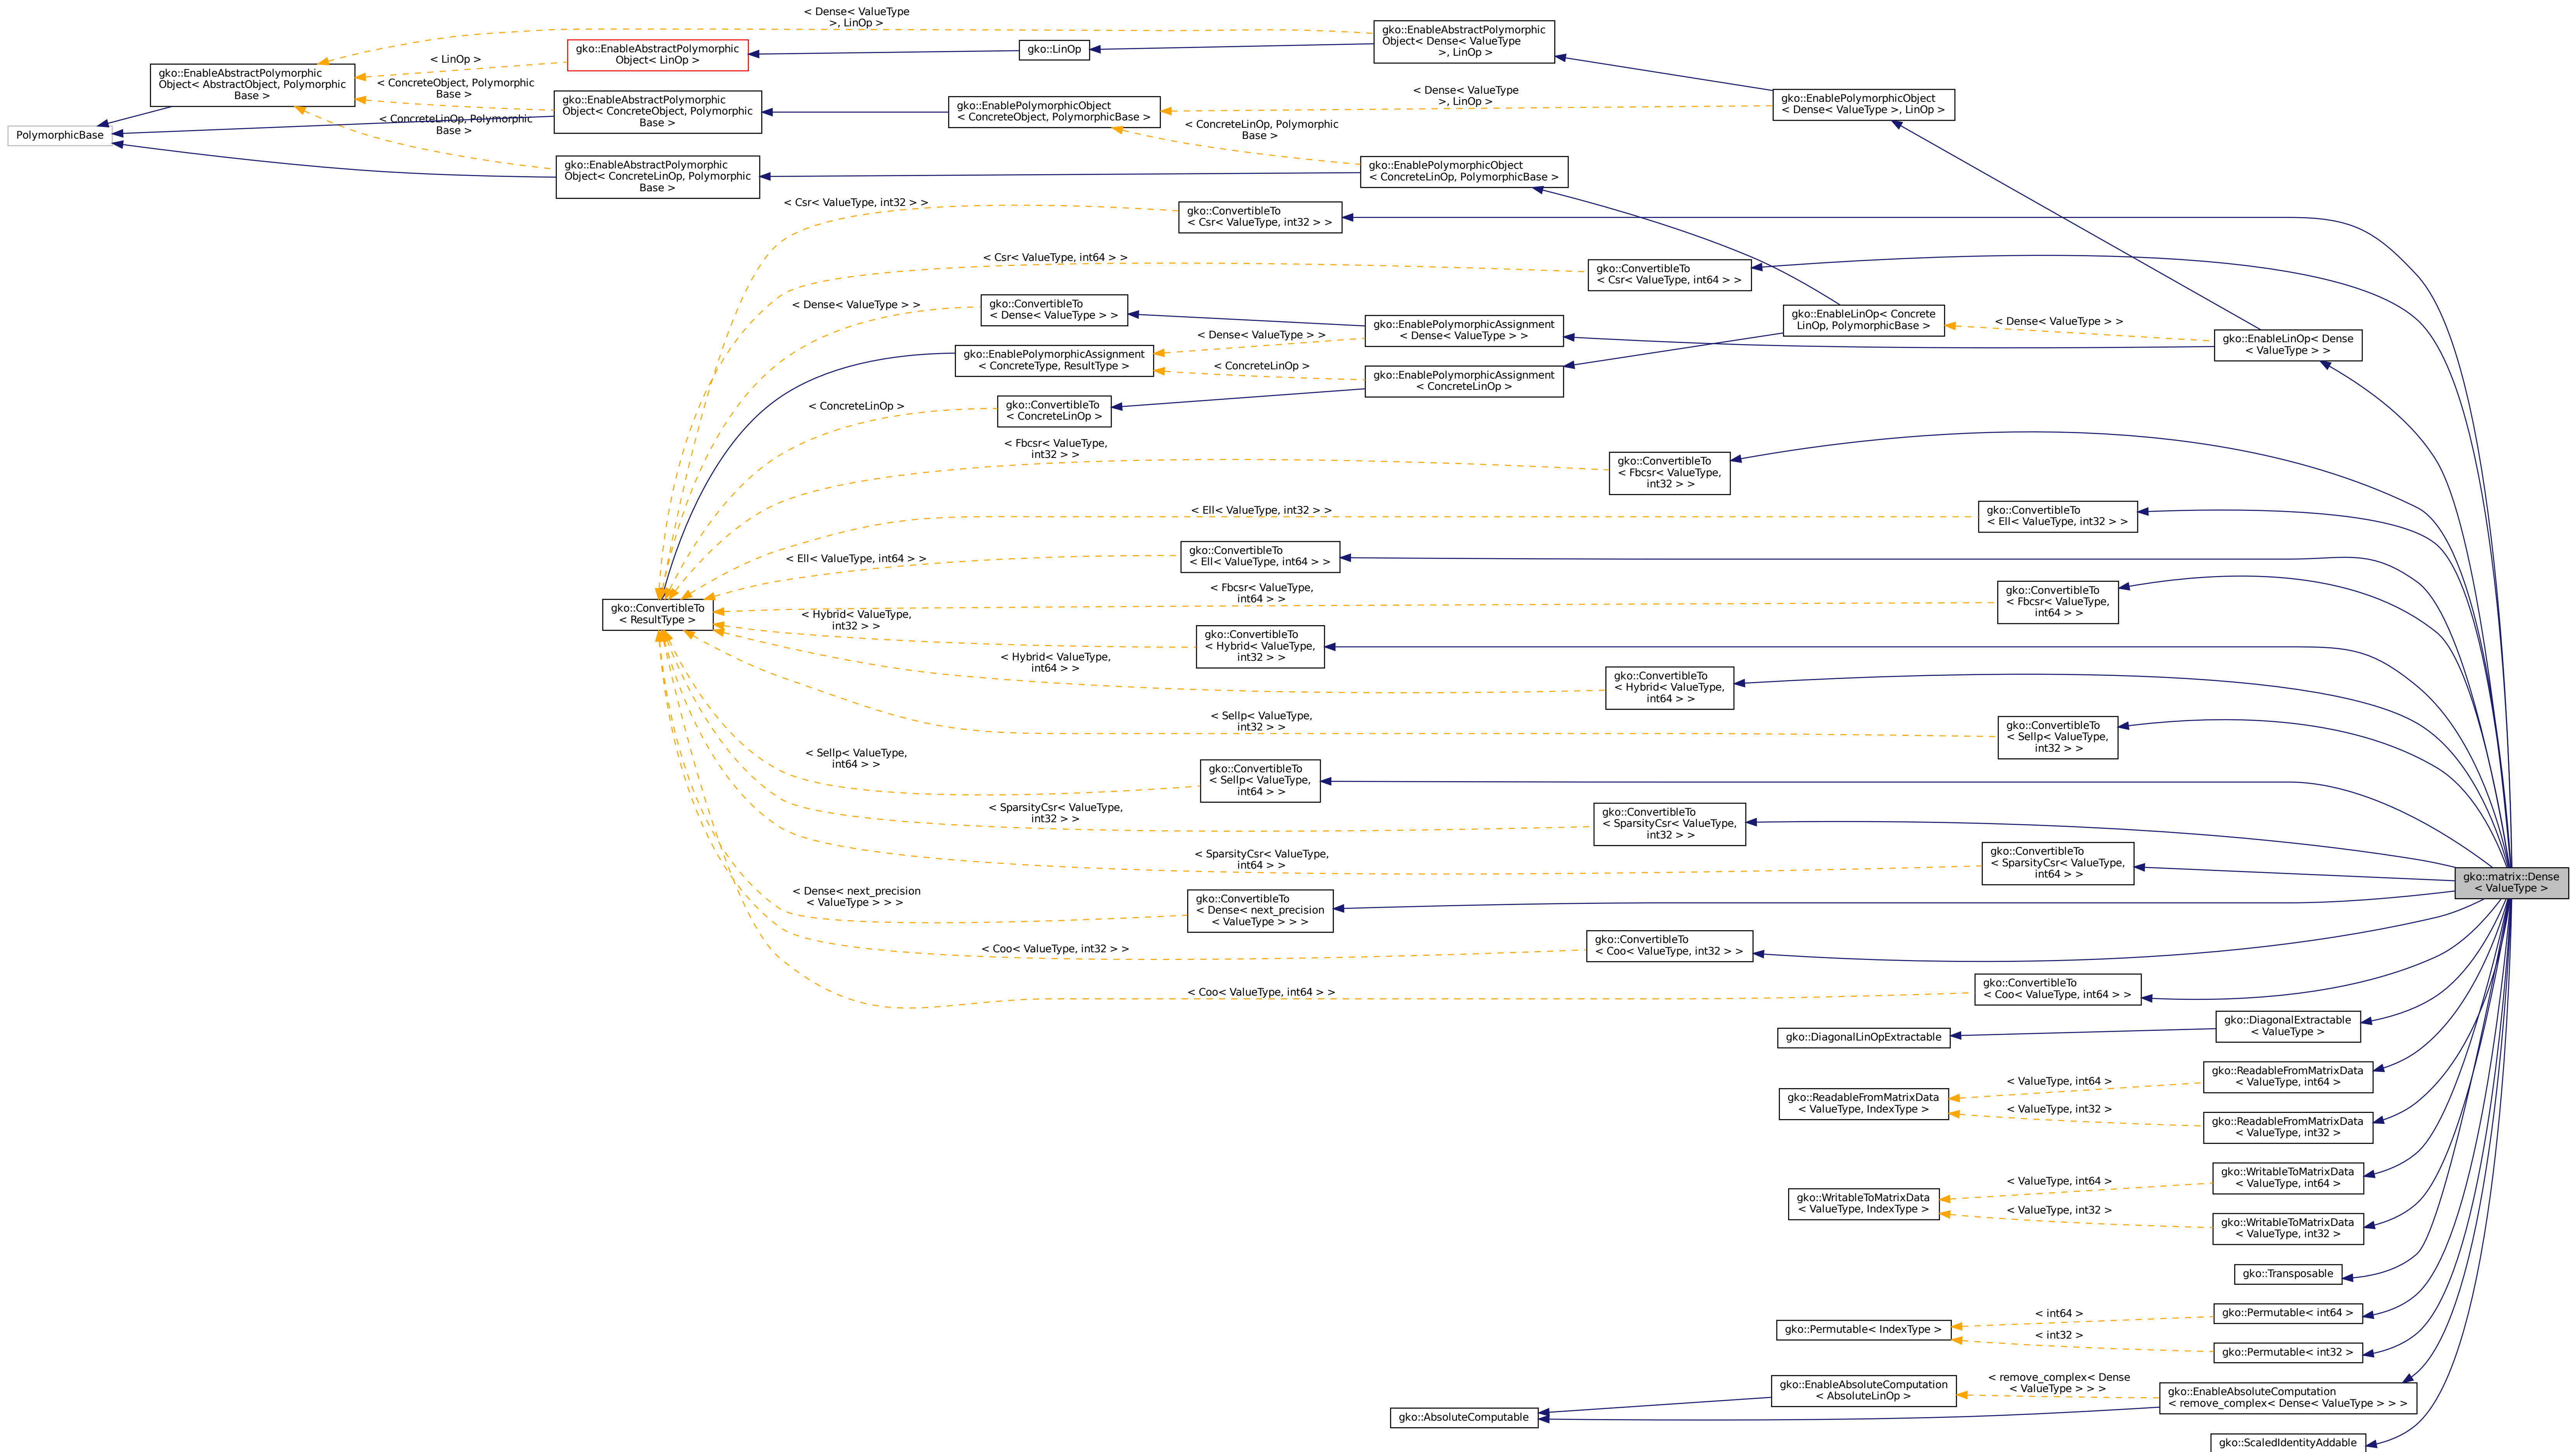 < Dense< ValueType
>, LinOp >
gko::EnableAbstractPolymorphic
Object< Dense< ValueType
>, LinOp >
gko::EnableAbstractPolymorphic
Object< LinOp >
gko::LinOp
< LinOp >
gko::EnableAbstractPolymorphic
Object< AbstractObject, Polymorphic
Base >
< ConcreteObject, Polymorphic
Base >
gko::EnableAbstractPolymorphic
Object< ConcreteObject, Polymorphic
Base >
gko::EnablePolymorphicObject
< ConcreteObject, PolymorphicBase >
< Dense< ValueType
>, LinOp >
gko::EnablePolymorphicObject
< Dense< ValueType >, LinOp >
PolymorphicBase
< ConcreteLinOp, Polymorphic
Base >
< ConcreteLinOp, Polymorphic
Base >
gko::EnableAbstractPolymorphic
Object< ConcreteLinOp, Polymorphic
Base >
gko::EnablePolymorphicObject
< ConcreteLinOp, PolymorphicBase >
< Csr< ValueType, int32 > >
gko::ConvertibleTo
< Csr< ValueType, int32 > >
< Csr< ValueType, int64 > >
gko::ConvertibleTo
< Csr< ValueType, int64 > >
< Dense< ValueType > >
gko::ConvertibleTo
< Dense< ValueType > >
gko::EnablePolymorphicAssignment
< Dense< ValueType > >
gko::EnableLinOp< Concrete
LinOp, PolymorphicBase >
< Dense< ValueType > >
gko::EnableLinOp< Dense
< ValueType > >
gko::EnablePolymorphicAssignment
< ConcreteType, ResultType >
< Dense< ValueType > >
< ConcreteLinOp >
gko::EnablePolymorphicAssignment
< ConcreteLinOp >
< ConcreteLinOp >
gko::ConvertibleTo
< ConcreteLinOp >
< Fbcsr< ValueType,
int32 > >
gko::ConvertibleTo
< Fbcsr< ValueType,
int32 > >
< Ell< ValueType, int32 > >
gko::ConvertibleTo
< Ell< ValueType, int32 > >
< Ell< ValueType, int64 > >
gko::ConvertibleTo
< Ell< ValueType, int64 > >
gko::ConvertibleTo
< ResultType >
< Fbcsr< ValueType,
int64 > >
gko::ConvertibleTo
< Fbcsr< ValueType,
int64 > >
< Hybrid< ValueType,
int32 > >
gko::ConvertibleTo
< Hybrid< ValueType,
int32 > >
< Hybrid< ValueType,
int64 > >
gko::ConvertibleTo
< Hybrid< ValueType,
int64 > >
< Sellp< ValueType,
int32 > >
gko::ConvertibleTo
< Sellp< ValueType,
int32 > >
< Sellp< ValueType,
int64 > >
gko::ConvertibleTo
< Sellp< ValueType,
int64 > >
< SparsityCsr< ValueType,
int32 > >
gko::ConvertibleTo
< SparsityCsr< ValueType,
int32 > >
< SparsityCsr< ValueType,
int64 > >
gko::ConvertibleTo
< SparsityCsr< ValueType,
int64 > >
gko::matrix::Dense
< ValueType >
< Dense< next_precision
< ValueType > > >
gko::ConvertibleTo
< Dense< next_precision
< ValueType > > >
< Coo< ValueType, int32 > >
gko::ConvertibleTo
< Coo< ValueType, int32 > >
< Coo< ValueType, int64 > >
gko::ConvertibleTo
< Coo< ValueType, int64 > >
gko::DiagonalLinOpExtractable
gko::DiagonalExtractable
< ValueType >
gko::ReadableFromMatrixData
< ValueType, IndexType >
< ValueType, int64 >
gko::ReadableFromMatrixData
< ValueType, int64 >
< ValueType, int32 >
gko::ReadableFromMatrixData
< ValueType, int32 >
gko::WritableToMatrixData
< ValueType, IndexType >
< ValueType, int64 >
gko::WritableToMatrixData
< ValueType, int64 >
< ValueType, int32 >
gko::WritableToMatrixData
< ValueType, int32 >
gko::Transposable
gko::Permutable< IndexType >
< int64 >
gko::Permutable< int64 >
< int32 >
gko::Permutable< int32 >
gko::AbsoluteComputable
gko::EnableAbsoluteComputation
< AbsoluteLinOp >
< remove_complex< Dense
< ValueType > > >
gko::EnableAbsoluteComputation
< remove_complex< Dense< ValueType > > >
gko::ScaledIdentityAddable